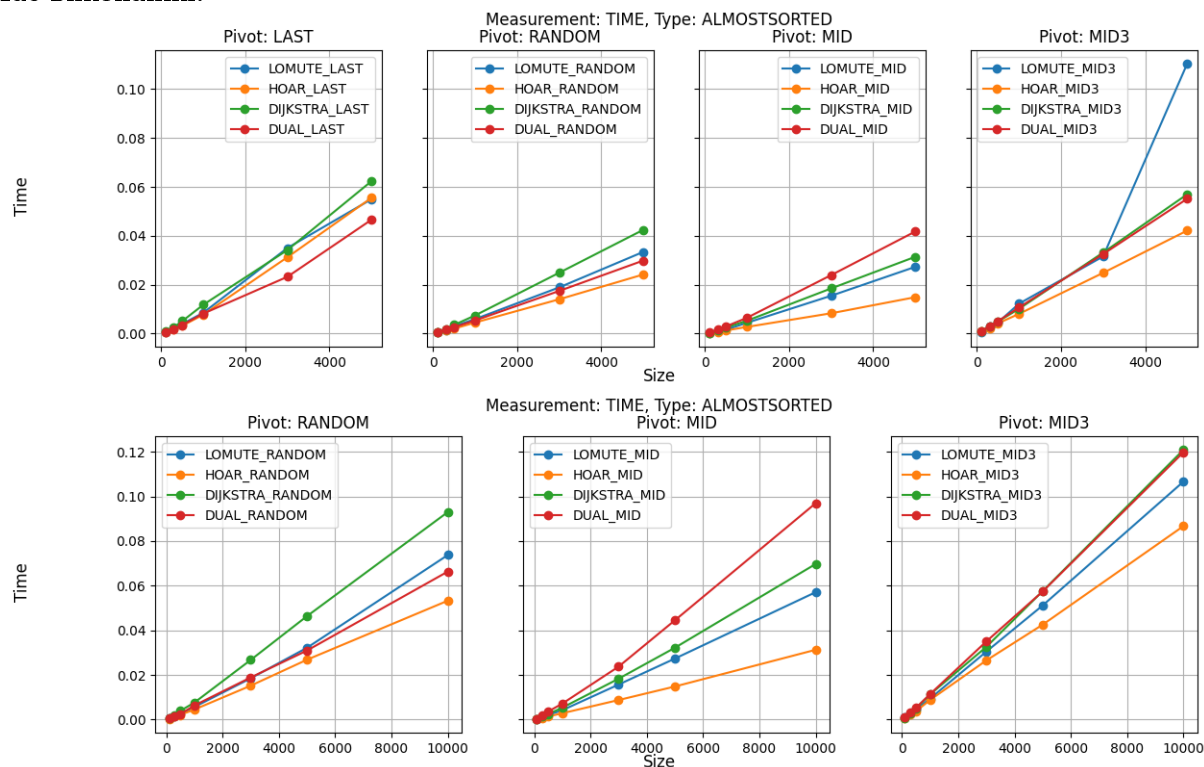 Measurement: TIME, Type: ALMOSTSORTED
Pivot: LAST
Pivot: RANDOM
Pivot: MID
Pivot: MID3
LOMUTE_LAST
HOAR_LAST
DIJKSTRA_LAST
DUAL_LAST
LOMUTE_RANDOM
HOAR_RANDOM
DIJKSTRA_RANDOM
DUAL_RANDOM
LOMUTE_MID
HOAR_MID
DIJKSTRA_MID
DUAL_MID
LOMUTE_MID3
HOAR_MID3
DIJKSTRA_MID3
DUAL_MID3
0.10
0.08
0.06
0.04
0.02
0.00
Time
0 2000 4000
0 2000 4000
0 2000 4000
0 2000 4000
Size
Measurement: TIME, Type: ALMOSTSORTED
Pivot: RANDOM
Pivot: MID
Pivot: MID3
LOMUTE_RANDOM
HOAR_RANDOM
DIJKSTRA_RANDOM
DUAL_RANDOM
LOMUTE_MID
HOAR_MID
DIJKSTRA_MID
DUAL_MID
LOMUTE_MID3
HOAR_MID3
DIJKSTRA_MID3
DUAL_MID3
0.12
0.10
0.08
0.06
0.04
0.02
0.00
Time
0 2000 4000 6000 8000 10000
0 2000 4000 6000 8000 10000
0 2000 4000 6000 8000 10000
Size